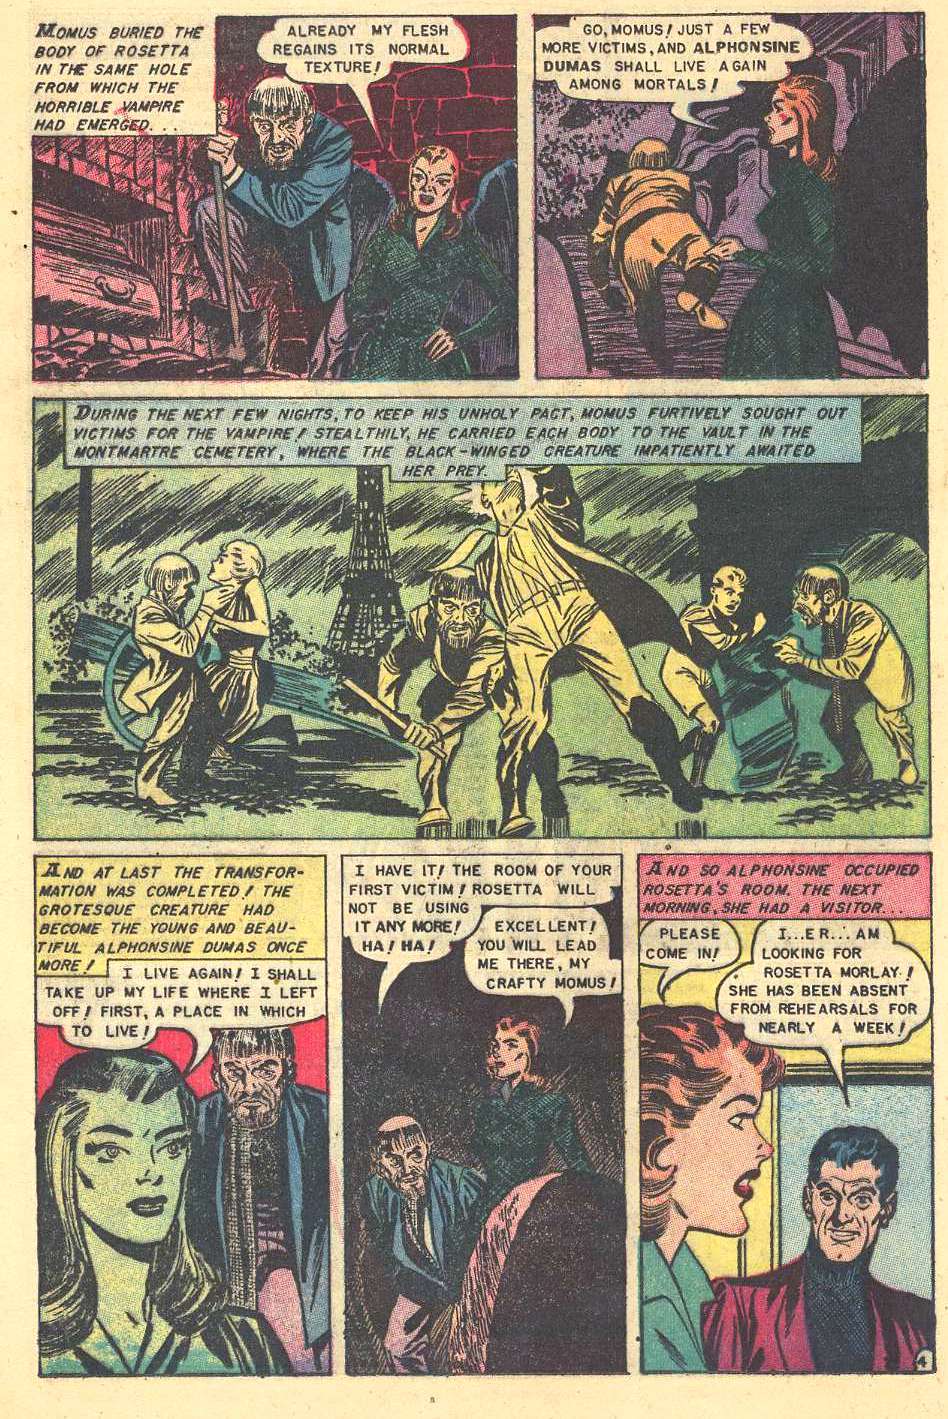 MOMUS BURIED THE
BODY OF ROSETTA
IN THE SAME HOLE
FROM WHICH THE
HORRIBLE VAMPIRE
HAD EMERGED...
ALREADY MY FLESH
REGAINS ITS NORMAL
TEXTURE!
GO, MOMUS! JUST A FEW
MORE VICTIMS, AND ALPHONSINE
DUMAS SHALL LIVE AGAIN
AMONG MORTALS!
DURING THE NEXT FEW NIGHTS, TO KEEP HIS UNHOLY PACT, MOMUS FURTIVELY SOUGHT OUT
VICTIMS FOR THE VAMPIRE! STEALTHILY, HE CARRIED EACH BODY TO THE VAULT IN THE
MONTMARTRE CEMETERY, WHERE THE BLACK-WINGED CREATURE IMPATIENTLY AWAITED
HER PREY.
AND AT LAST THE TRANSFOR-
MATION WAS COMPLETED! THE
GROTESQUE CREATURE HAD
BECOME THE YOUNG AND BEAU-
TIFUL ALPHONSINE DUMAS ONCE
MORE!
I LIVE AGAIN! I SHALL
TAKE UP MY LIFE WHERE I LEFT
OFF! FIRST, A PLACE IN WHICH
TO LIVE!
I HAVE IT! THE ROOM OF YOUR
FIRST VICTIM! ROSETTA WILL
NOT BE USING
IT ANY MORE!
HA! HA!
EXCELLENT!
YOU WILL LEAD
ME THERE, MY
CRAFTY MOMUS!
AND SO ALPHONSINE OCCUPIED
ROSETTA'S ROOM. THE NEXT
MORNING, SHE HAD A VISITOR...
PLEASE
COME IN!
I...ER... AM
LOOKING FOR
ROSETTA MORLAY!
SHE HAS BEEN ABSENT
FROM REHEARSALS FOR
NEARLY A WEEK!
4